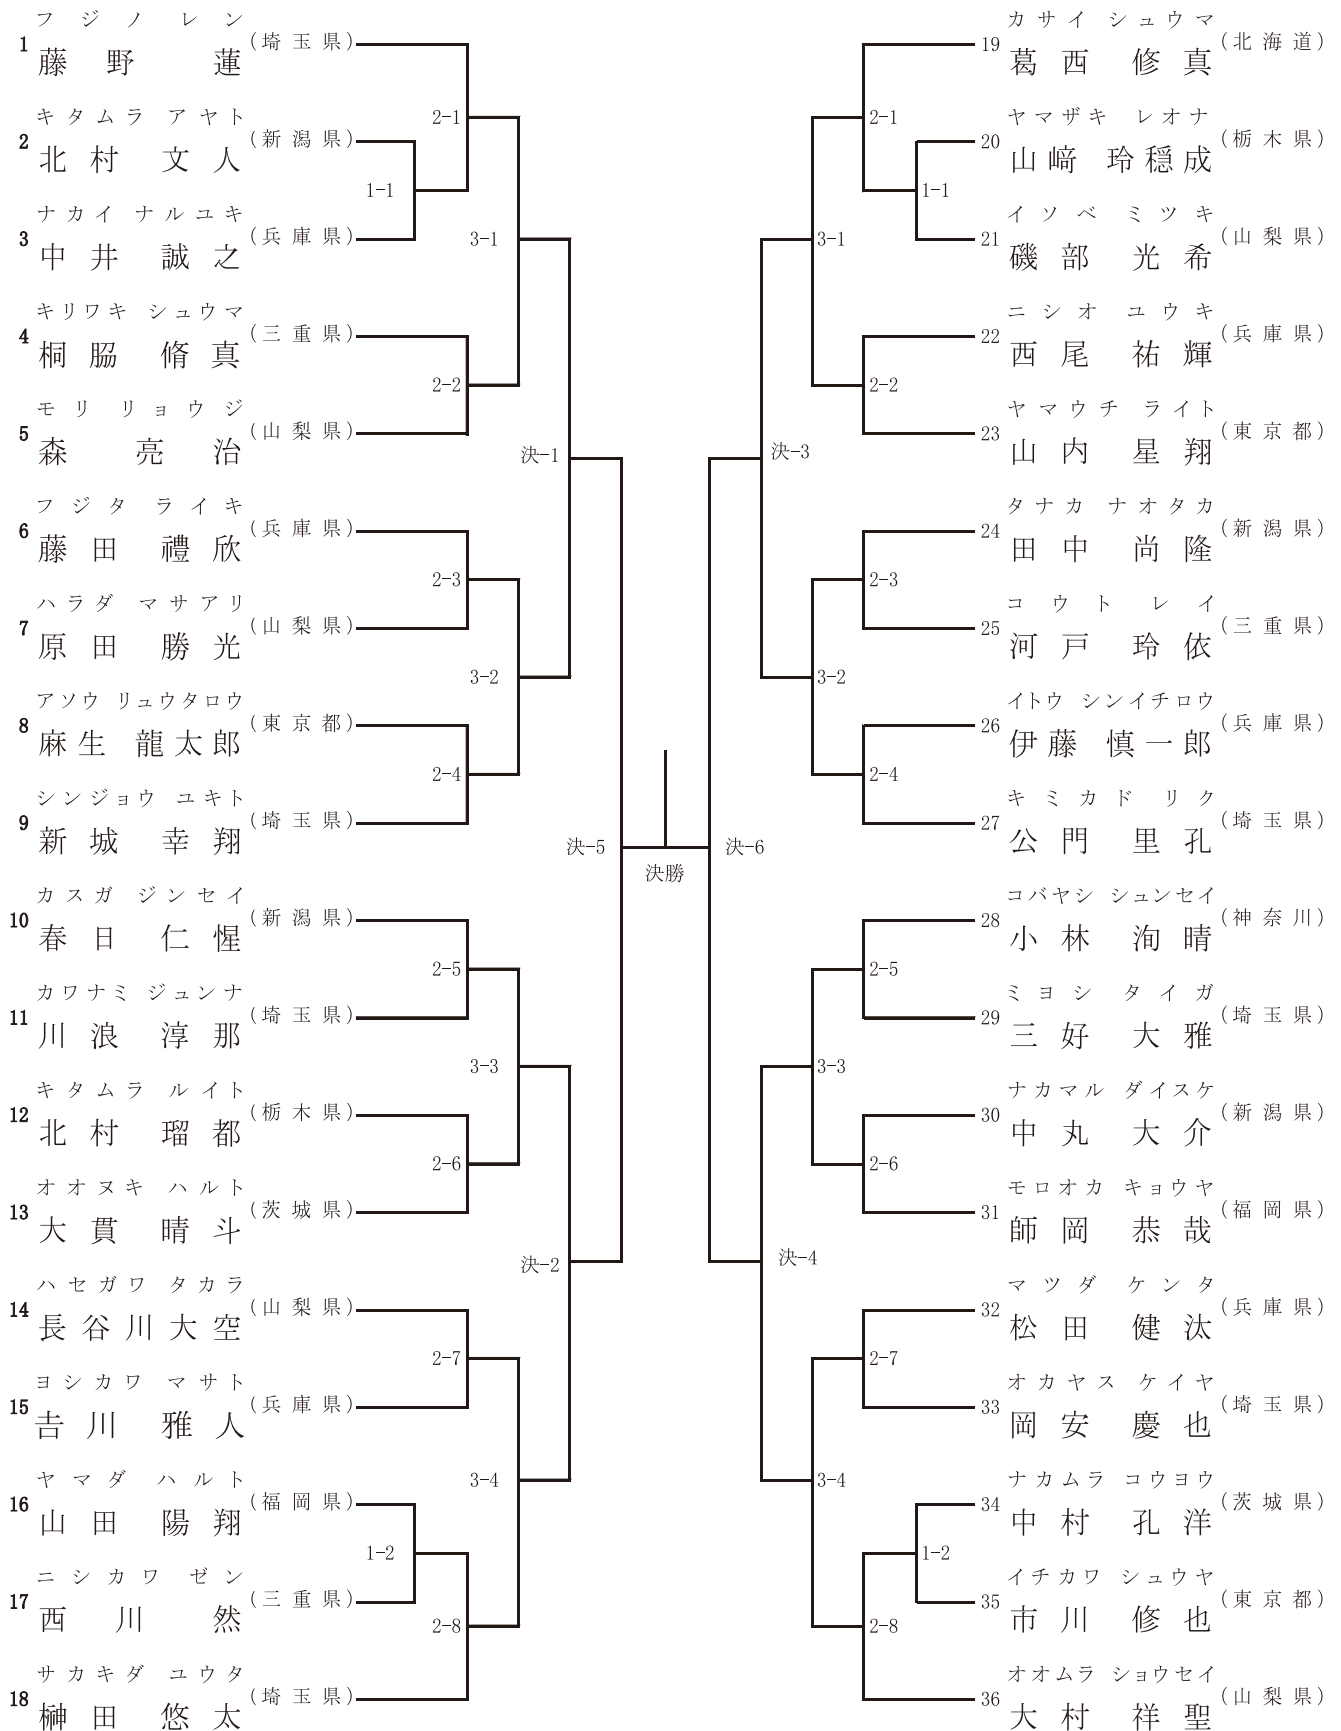 フジノ レン
1 藤野 蓮 (埼玉県)
キタムラ アヤト
2 北村 文人 (新潟県)
ナカイ ナルユキ
3 中井 誠之 (兵庫県)
キリワキ シュウマ
4 桐脇 脩真 (三重県)
モリ リョウジ
5 森 亮治 (山梨県)
フジタ ライキ
6 藤田 禮欣 (兵庫県)
ハラダ マサアリ
7 原田 勝光 (山梨県)
アソウ リュウタロウ
8 麻生 龍太郎 (東京都)
シンジョウ ユキト
9 新城 幸翔 (埼玉県)
カスガ ジンセイ
10 春日 仁惺 (新潟県)
カワナミ ジュンナ
11 川浪 淳那 (埼玉県)
キタムラ ルイト
12 北村 瑠都 (栃木県)
オオヌキ ハルト
13 大貫 晴斗 (茨城県)
ハセガワ タカラ
14 長谷川 大空 (山梨県)
ヨシカワ マサト
15 𠮷川 雅人 (兵庫県)
ヤマダ ハルト
16 山田 陽翔 (福岡県)
ニシカワ ゼン
17 西川 然 (三重県)
サカキダ ユウタ
18 榊田 悠太 (埼玉県)
1-1
1-2
2-1
2-2
2-3
2-4
2-5
2-6
2-7
2-8
3-1
3-2
3-3
3-4
決-1
決-2
決-5
決勝
決-6
決-3
決-4
3-1
3-2
3-3
3-4
2-1
2-2
2-3
2-4
2-5
2-6
2-7
2-8
1-1
1-2
カサイ シュウマ
19 葛西 修真 (北海道)
ヤマザキ レオナ
20 山﨑 玲穏成 (栃木県)
イソベ ミツキ
21 磯部 光希 (山梨県)
ニシオ ユウキ
22 西尾 祐輝 (兵庫県)
ヤマウチ ライト
23 山内 星翔 (東京都)
タナカ ナオタカ
24 田中 尚隆 (新潟県)
コウト レイ
25 河戸 玲依 (三重県)
イトウ シンイチロウ
26 伊藤 慎一郎 (兵庫県)
キミカド リク
27 公門 里孔 (埼玉県)
コバヤシ シュンセイ
28 小林 洵晴 (神奈川)
ミヨシ タイガ
29 三好 大雅 (埼玉県)
ナカマル ダイスケ
30 中丸 大介 (新潟県)
モロオカ キョウヤ
31 師岡 恭哉 (福岡県)
マツダ ケンタ
32 松田 健汰 (兵庫県)
オカヤス ケイヤ
33 岡安 慶也 (埼玉県)
ナカムラ コウヨウ
34 中村 孔洋 (茨城県)
イチカワ シュウヤ
35 市川 修也 (東京都)
オオムラ ショウセイ
36 大村 祥聖 (山梨県)